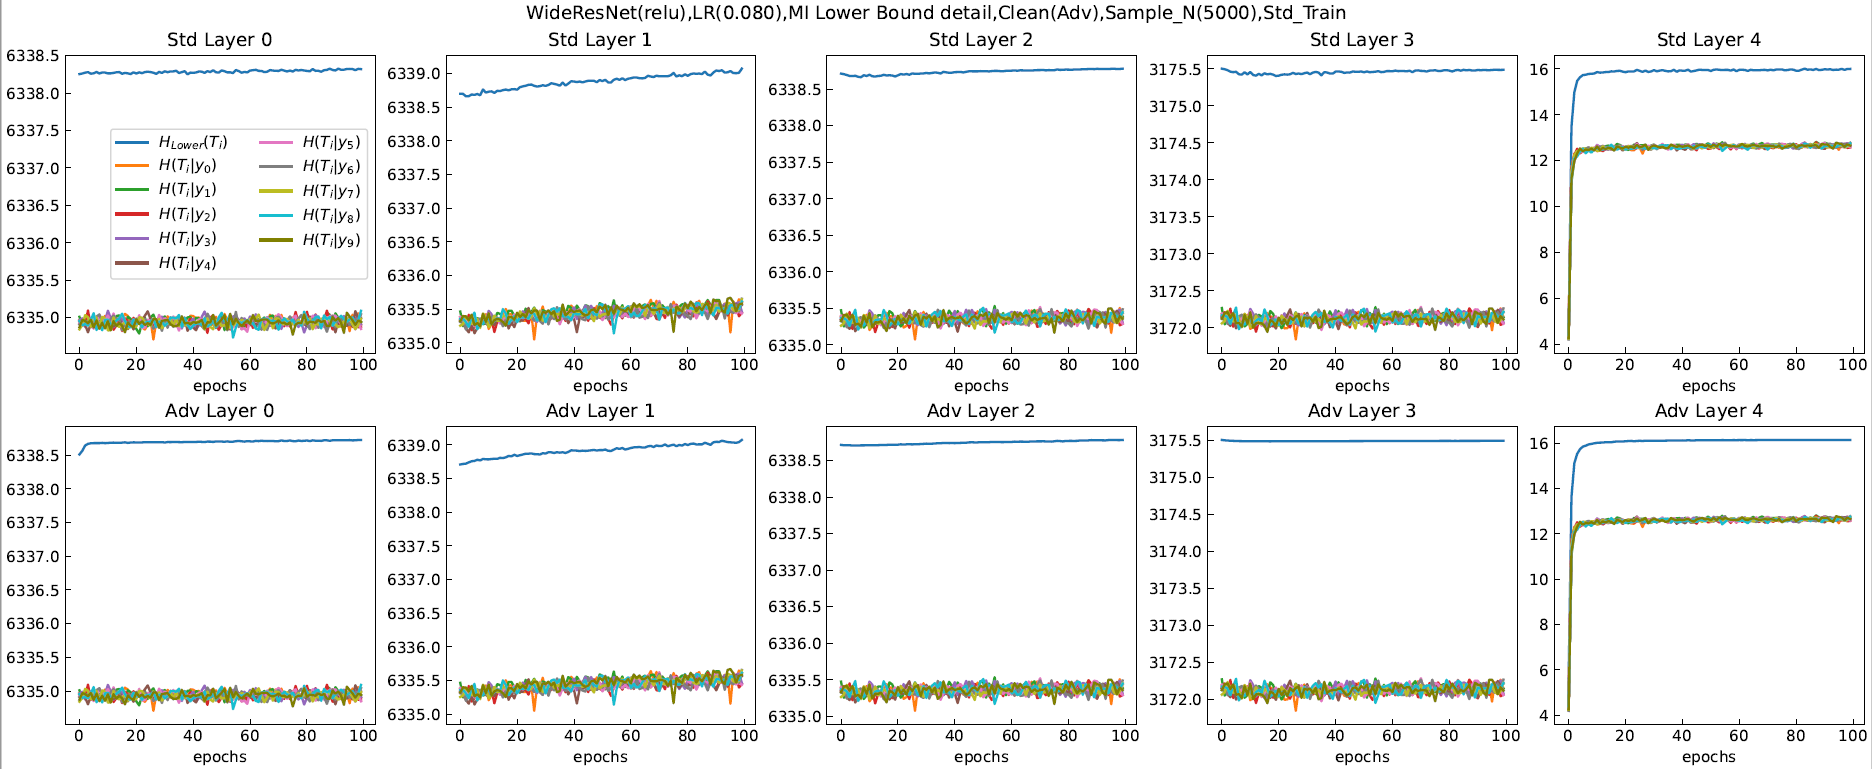 WideResNet(relu),LR(0.080),MI Lower Bound detail,Clean(Adv),Sample_N(5000),Std_Train
Std Layer 0
6338.5
6338.0
6337.5
6337.0
6336.5
6336.0
6335.5
6335.0
H_{Lower}(T_i)
H(T_i|y_0)
H(T_i|y_1)
H(T_i|y_2)
H(T_i|y_3)
H(T_i|y_4)
H(T_i|y_5)
H(T_i|y_6)
H(T_i|y_7)
H(T_i|y_8)
H(T_i|y_9)
0 20 40 60 80 100
epochs
Std Layer 1
6339.0
6338.5
6338.0
6337.5
6337.0
6336.5
6336.0
6335.5
6335.0
0 20 40 60 80 100
epochs
Std Layer 2
6338.5
6338.0
6337.5
6337.0
6336.5
6336.0
6335.5
6335.0
0 20 40 60 80 100
epochs
Std Layer 3
3175.5
3175.0
3174.5
3174.0
3173.5
3173.0
3172.5
3172.0
0 20 40 60 80 100
epochs
Std Layer 4
16
14
12
10
8
6
4
0 20 40 60 80 100
epochs
Adv Layer 0
6338.5
6338.0
6337.5
6337.0
6336.5
6336.0
6335.5
6335.0
0 20 40 60 80 100
epochs
Adv Layer 1
6339.0
6338.5
6338.0
6337.5
6337.0
6336.5
6336.0
6335.5
6335.0
0 20 40 60 80 100
epochs
Adv Layer 2
6338.5
6338.0
6337.5
6337.0
6336.5
6336.0
6335.5
6335.0
0 20 40 60 80 100
epochs
Adv Layer 3
3175.5
3175.0
3174.5
3174.0
3173.5
3173.0
3172.5
3172.0
0 20 40 60 80 100
epochs
Adv Layer 4
16
14
12
10
8
6
4
0 20 40 60 80 100
epochs